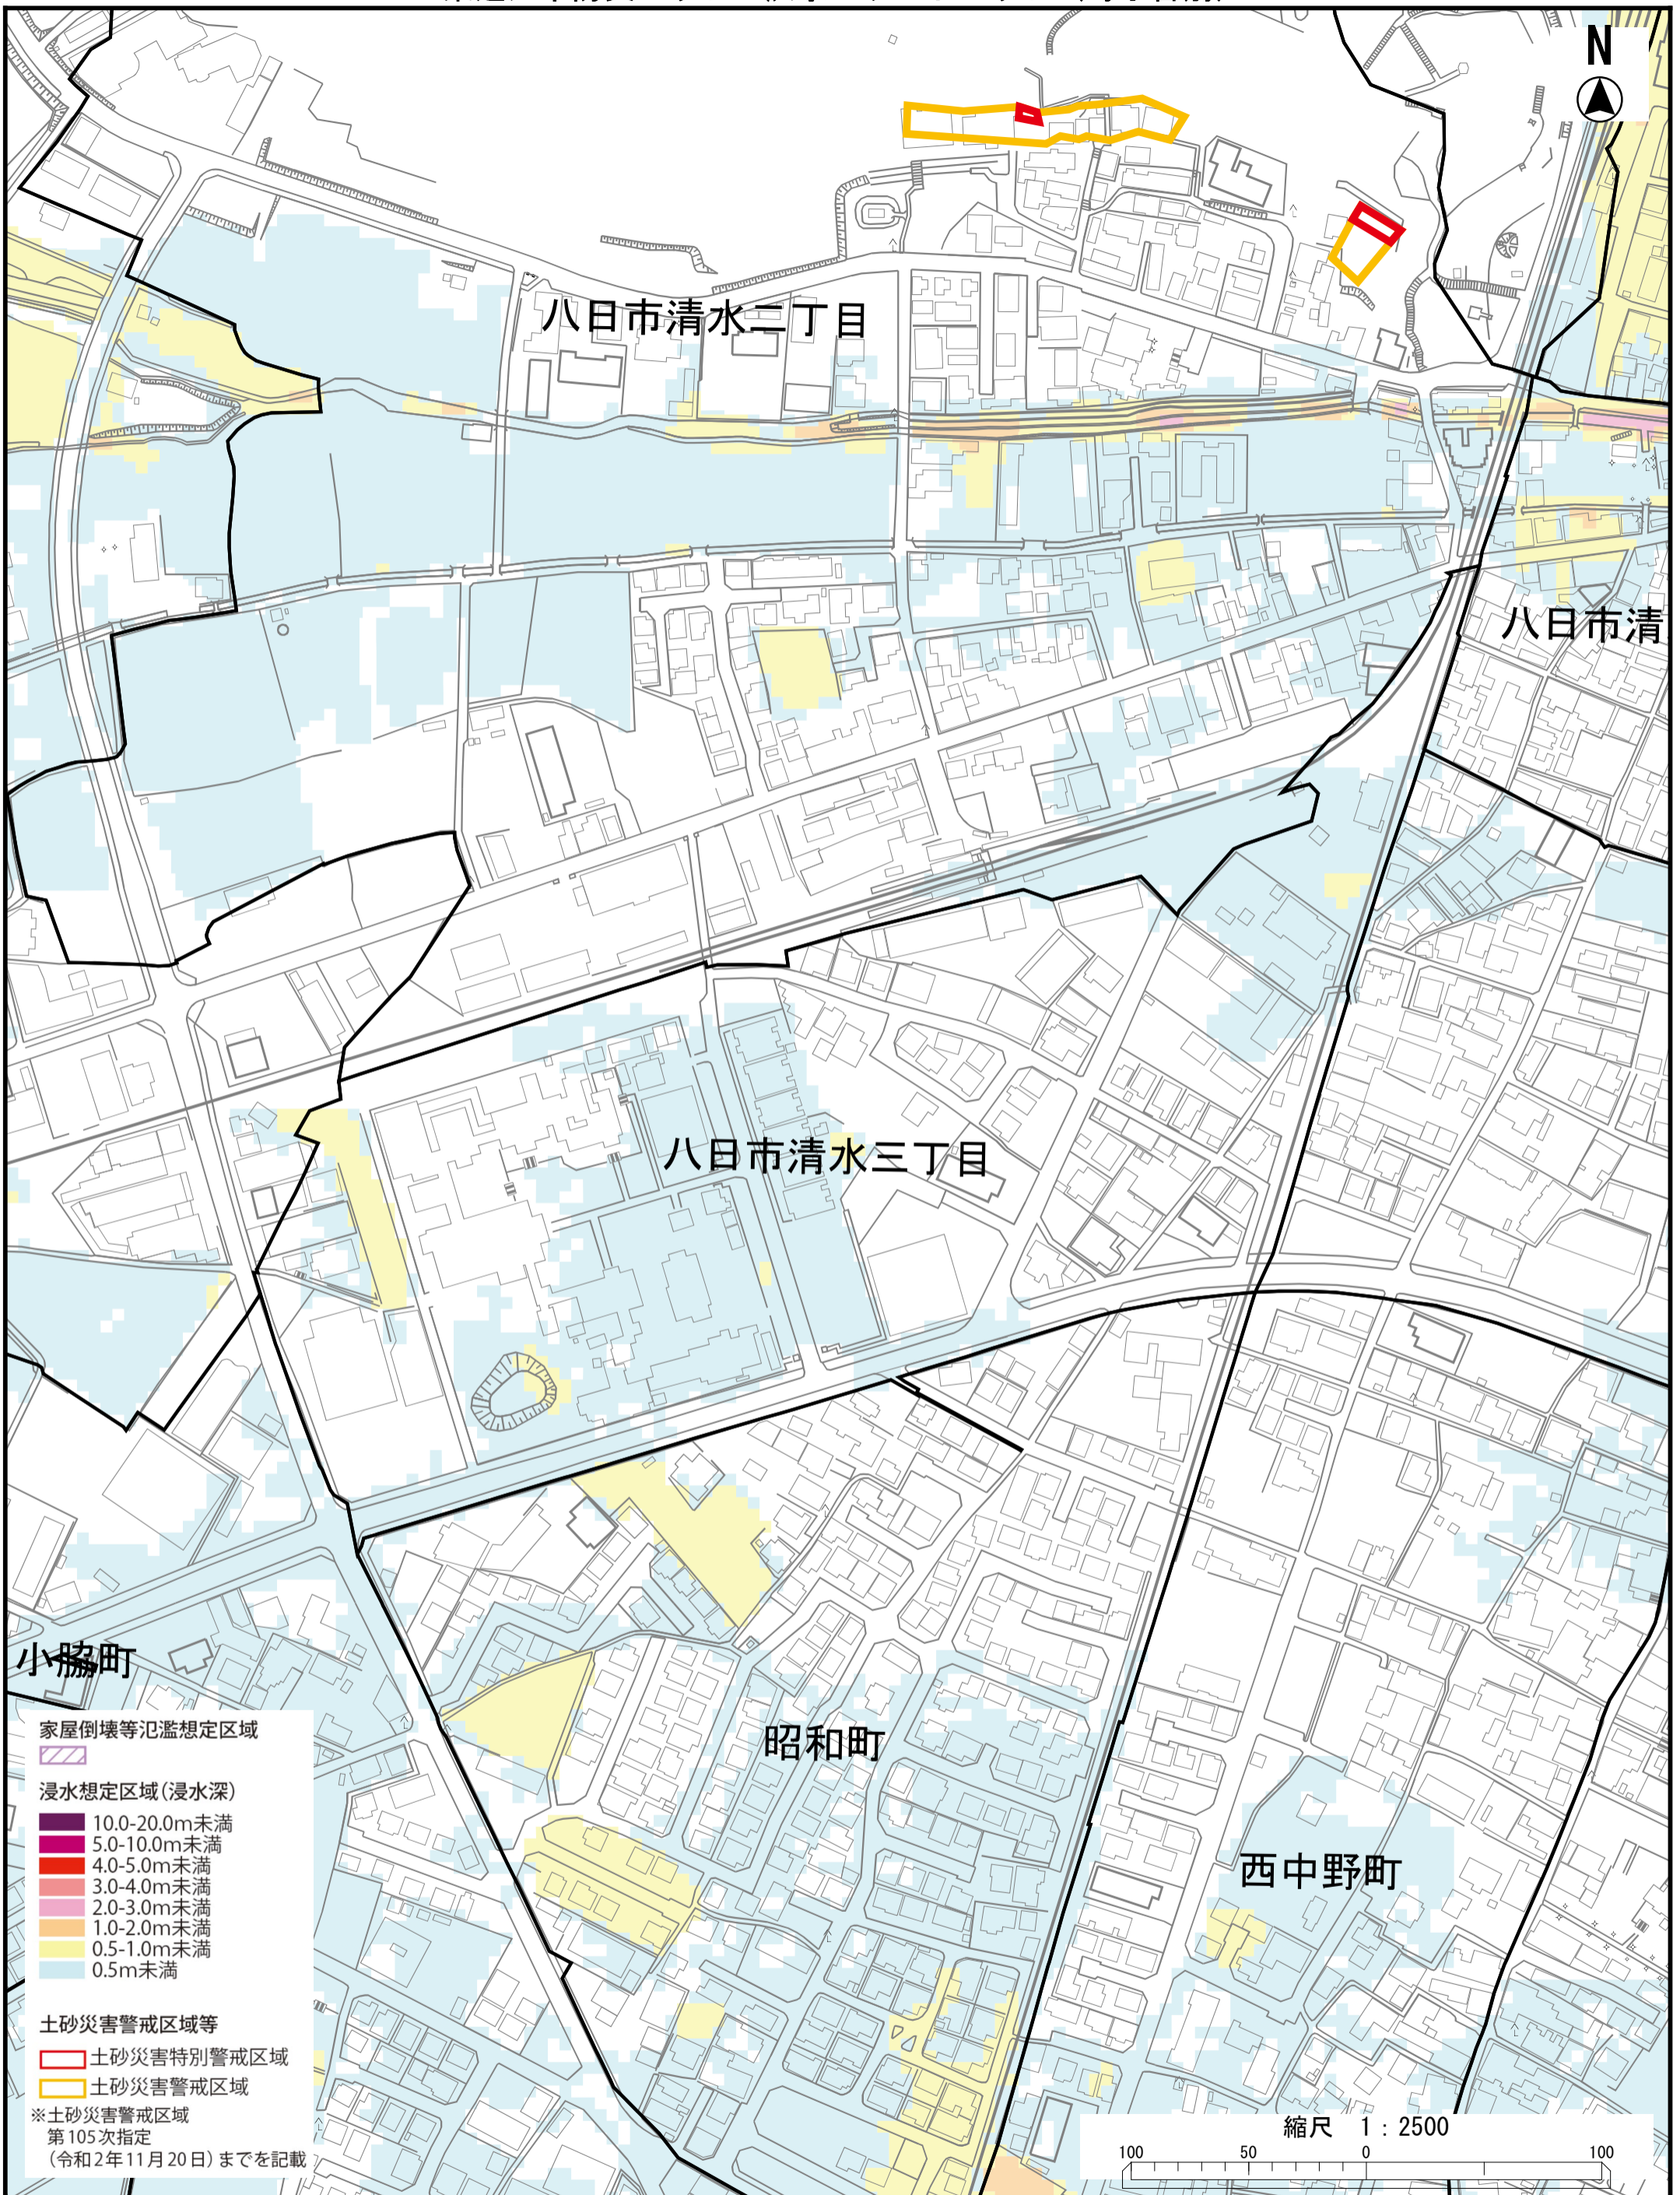 N
八日市清水二丁目
八日市清
八日市清水三丁目
小脇町
昭和町
西中野町
家屋倒壊等氾濫想定区域
浸水想定区域(浸水深)
10.0-20.0m未満
5.0-10.0m未満
4.0-5.0m未満
3.0-4.0m未満
2.0-3.0m未満
1.0-2.0m未満
0.5-1.0m未満
0.5m未満
土砂災害警戒区域等
土砂災害特別警戒区域
土砂災害警戒区域
※土砂災害警戒区域
第105次指定
(令和2年11月20日)までを記載
縮尺 1:2500
100 50 0 100